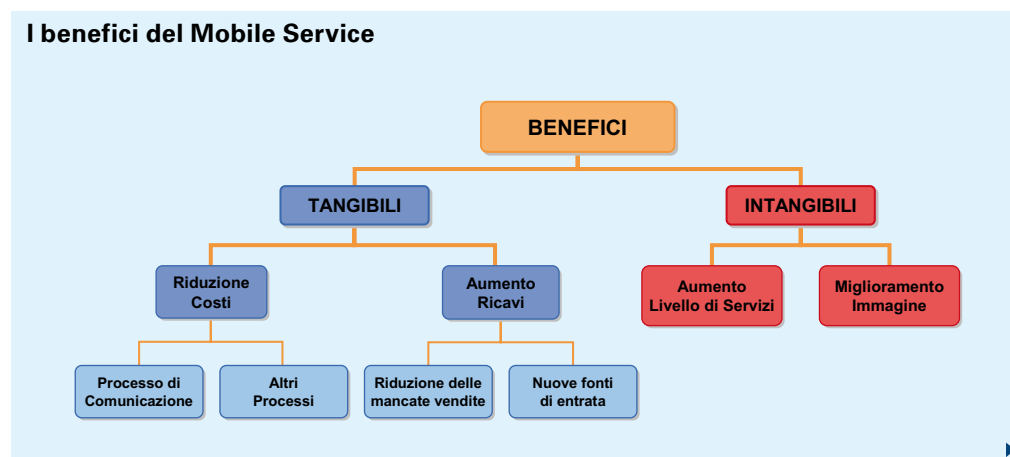 I benefici del Mobile Service
BENEFICI
TANGIBILI
INTANGIBILI
Riduzione
Costi
Aumento
Ricavi
Aumento
Livello di Servizi
Miglioramento
Immagine
Processo di
Comunicazione
Altri
Processi
Riduzione delle
mancate vendite
Nuove fonti
di entrata